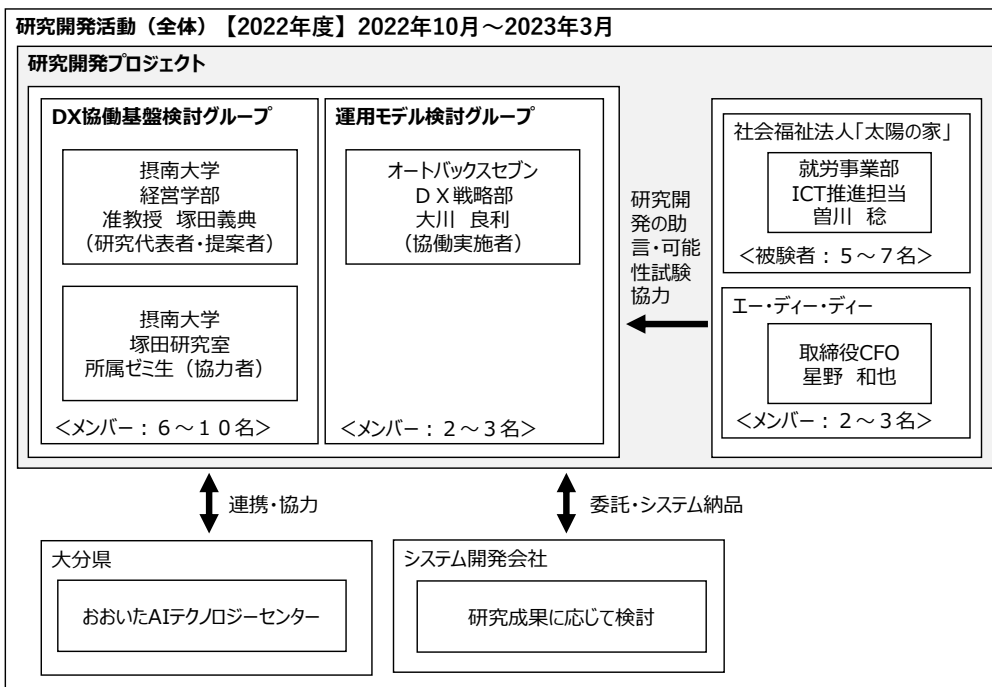 研究開発活動（全体）【2022年度】2022年10月～2023年3月
研究開発プロジェクト
DX協働基盤検討グループ
摂南大学
経営学部
准教授 塚田義典
（研究代表者・提案者）
摂南大学
塚田研究室
所属ゼミ生（協力者）
＜メンバー：６～１０名＞
運用モデル検討グループ
オートバックスセブン
ＤＸ戦略部
大川 良利
（協働実施者）
＜メンバー：２～３名＞
研究開
発の助
言・可能
性試験
協力
社会福祉法人「太陽の家」
就労事業部
ICT推進担当
曽川 稔
＜被験者：５～７名＞
エー・ディー・ディー
取締役CFO
星野 和也
＜メンバー：２～３名＞
連携・協力
委託・システム納品
大分県
おおいたAIテクノロジーセンター
システム開発会社
研究成果に応じて検討